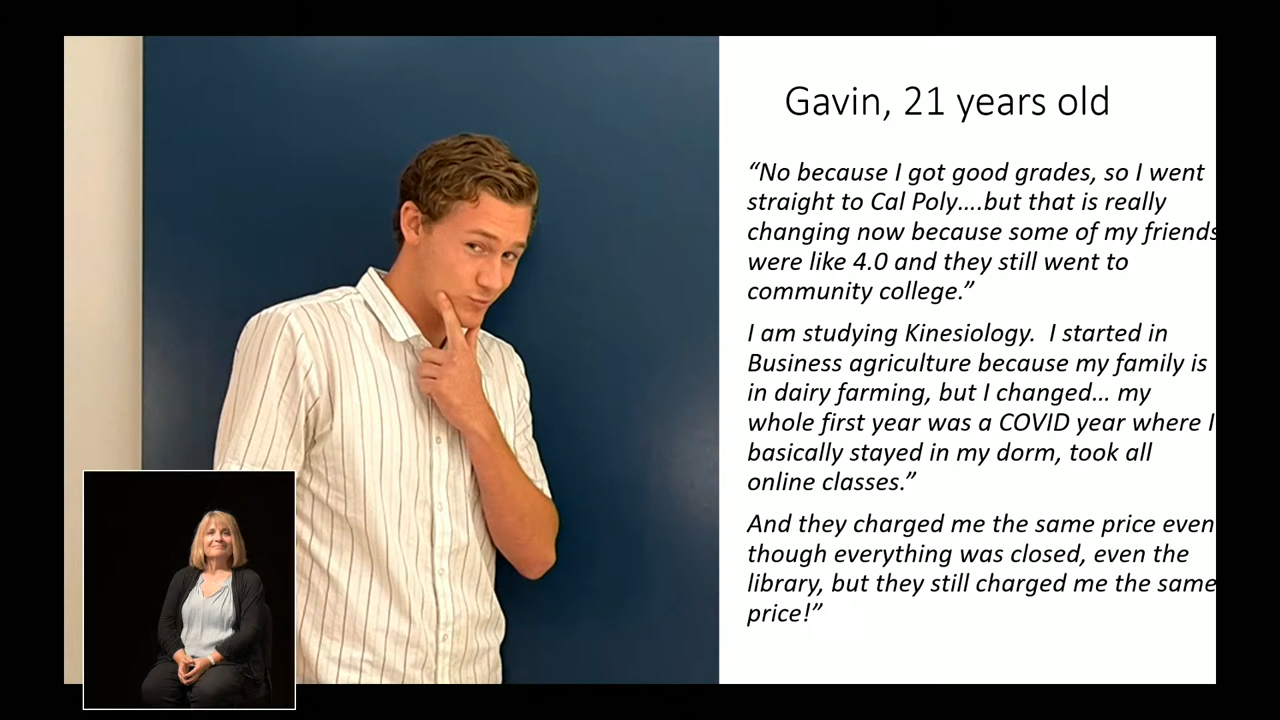 Gavin, 21 years old
“No because I got good grades, so I went
straight to Cal Poly….but that is really
changing now because some of my friends
were like 4.0 and they still went to
community college.”
I am studying Kinesiology.  I started in
Business agriculture because my family is
in dairy farming, but I changed… my
whole first year was a COVID year where I
basically stayed in my dorm, took all
online classes.”
And they charged me the same price even
though everything was closed, even the
library, but they still charged me the same
price!”